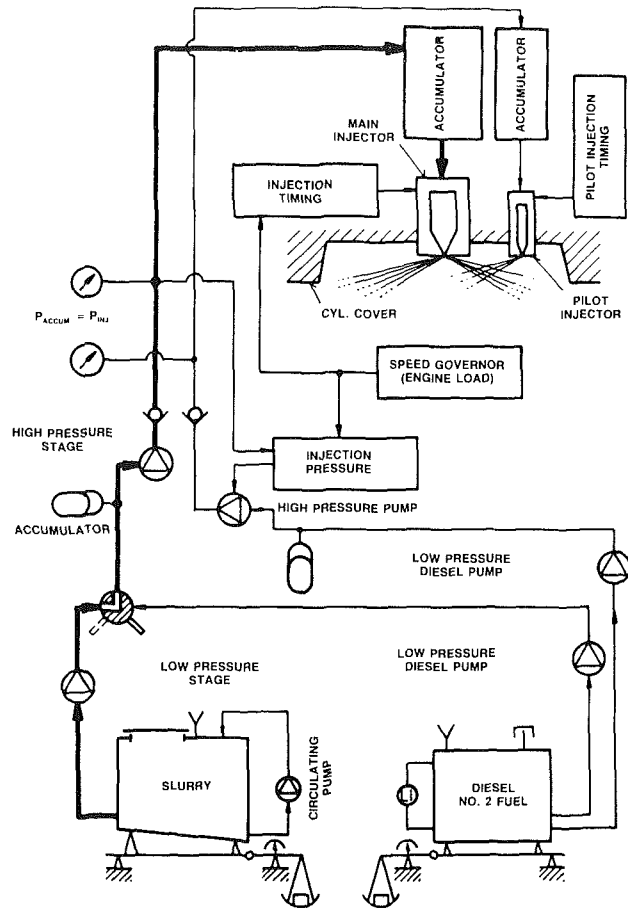 ACCUMULATOR
ACCUMULATOR
PILOT INJECTION
TIMING
MAIN
INJECTOR
INJECTION
TIMING
CYL. COVER
PILOT
INJECTOR
P_ACCUM = P_INJ
SPEED GOVERNOR
(ENGINE LOAD)
HIGH PRESSURE
STAGE
INJECTION
PRESSURE
HIGH PRESSURE PUMP
ACCUMULATOR
LOW PRESSURE
DIESEL PUMP
LOW PRESSURE
STAGE
LOW PRESSURE
DIESEL PUMP
SLURRY
CIRCULATING
PUMP
DIESEL
NO. 2 FUEL